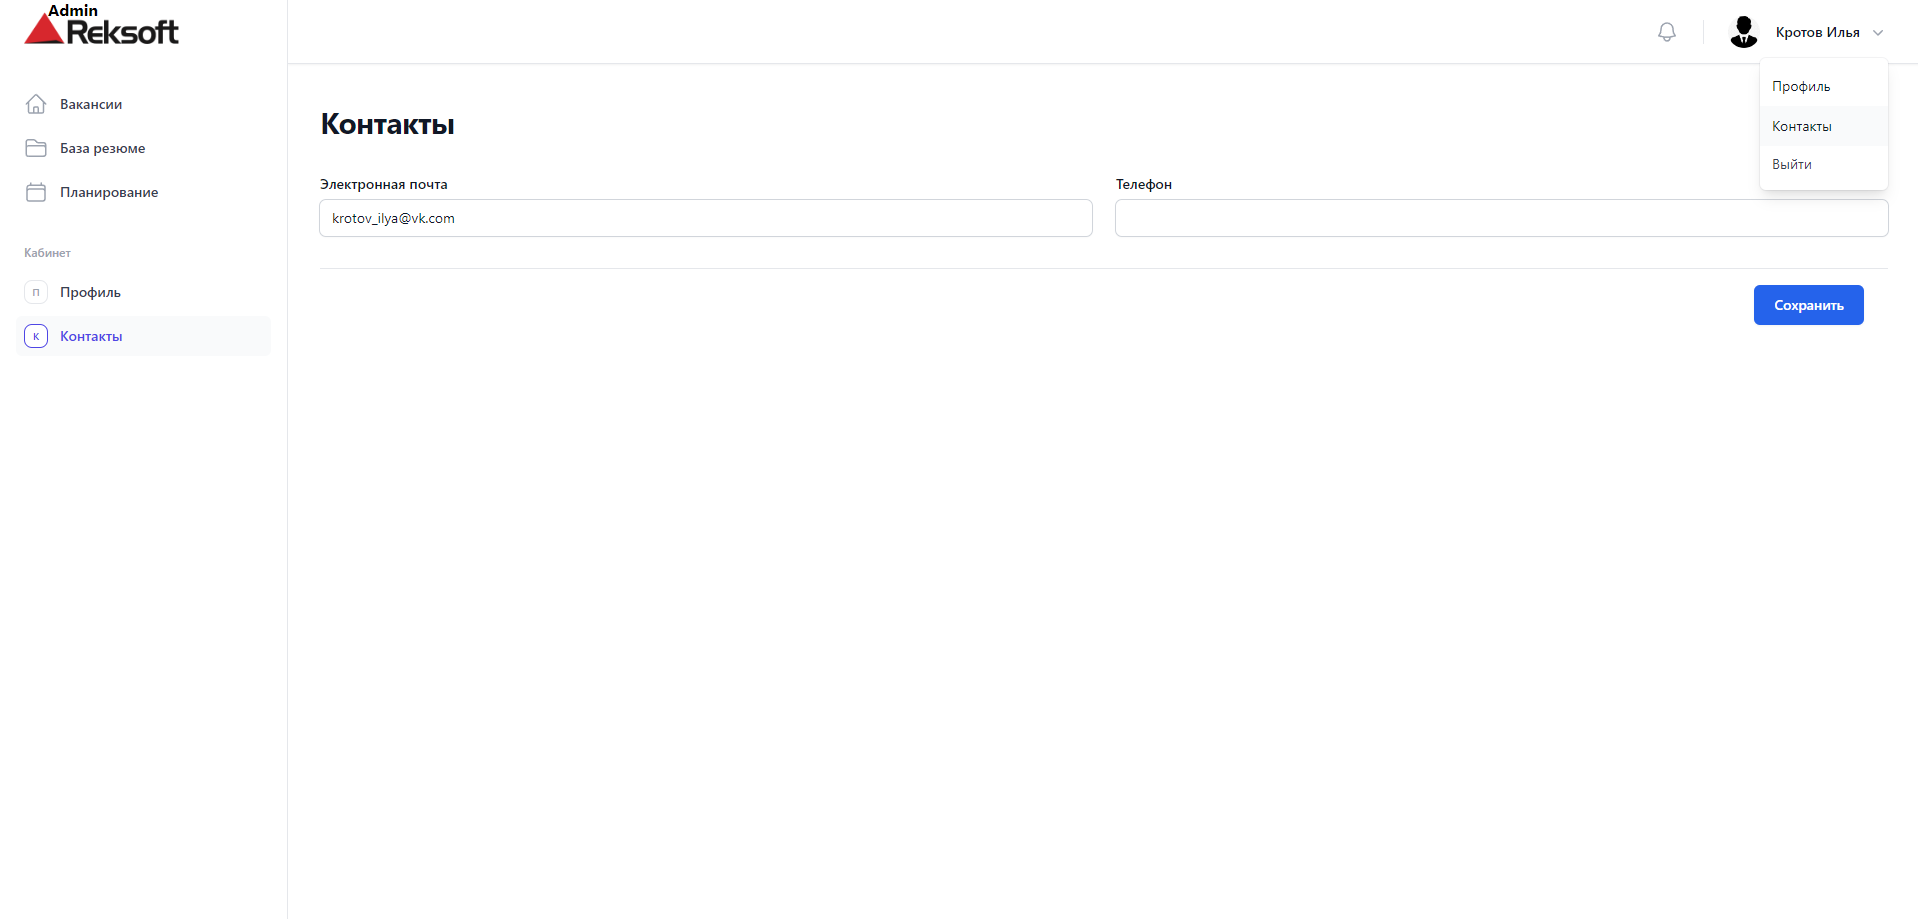 Admin
Reksoft
Вакансии
База резюме
Планирование
Кабинет
П Профиль
К Контакты
Кротов Илья
Профиль
Контакты
Выйти
Контакты
Электронная почта
krotov_ilya@vk.com
Телефон
Сохранить